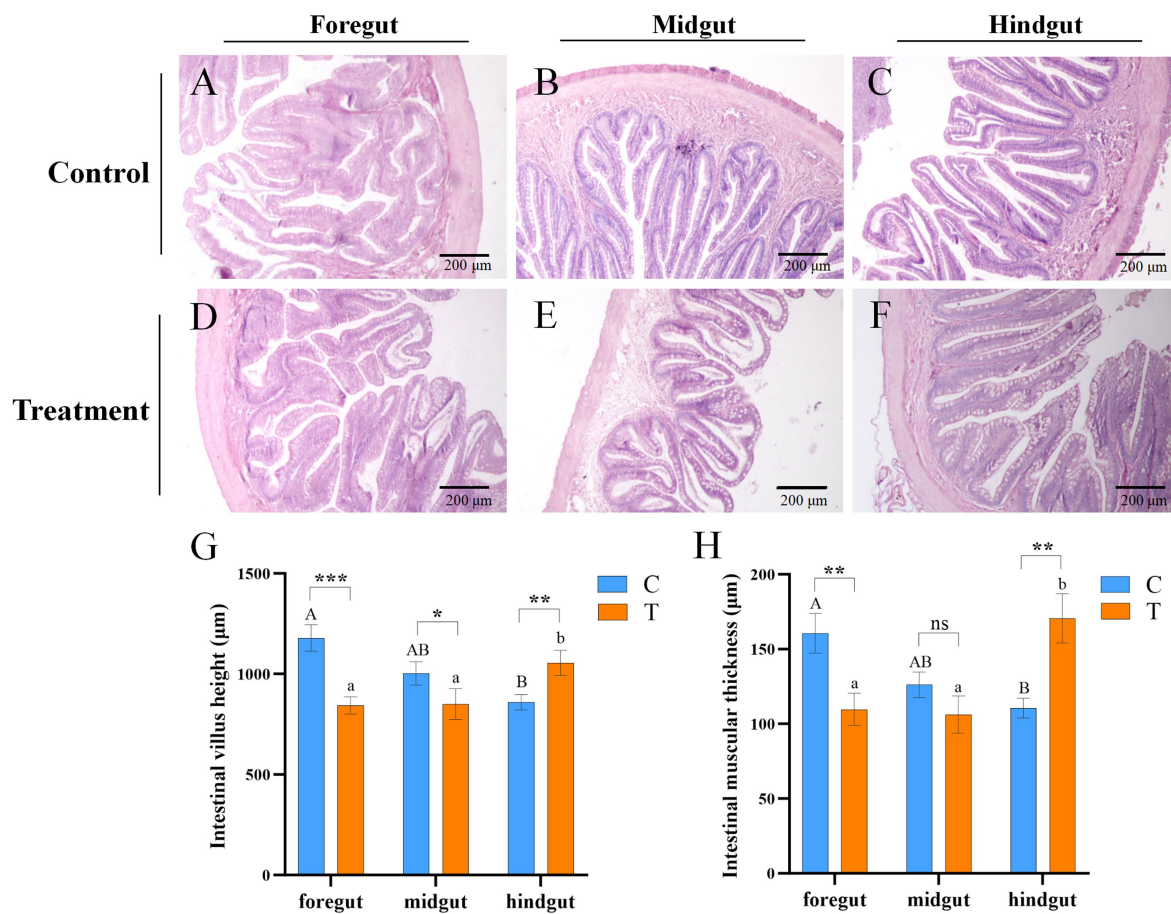 Foregut Midgut Hindgut
Control
A B C
200 μm 200 μm 200 μm
Treatment
D E F
200 μm 200 μm 200 μm
G
Intestinal villus height (μm)
1500
1000
500
0
*** * **
A a AB a B b
foregut midgut hindgut
C
T
H
Intestinal muscular thickness (μm)
200
150
100
50
0
** ns **
A a AB a B b
foregut midgut hindgut
C
T